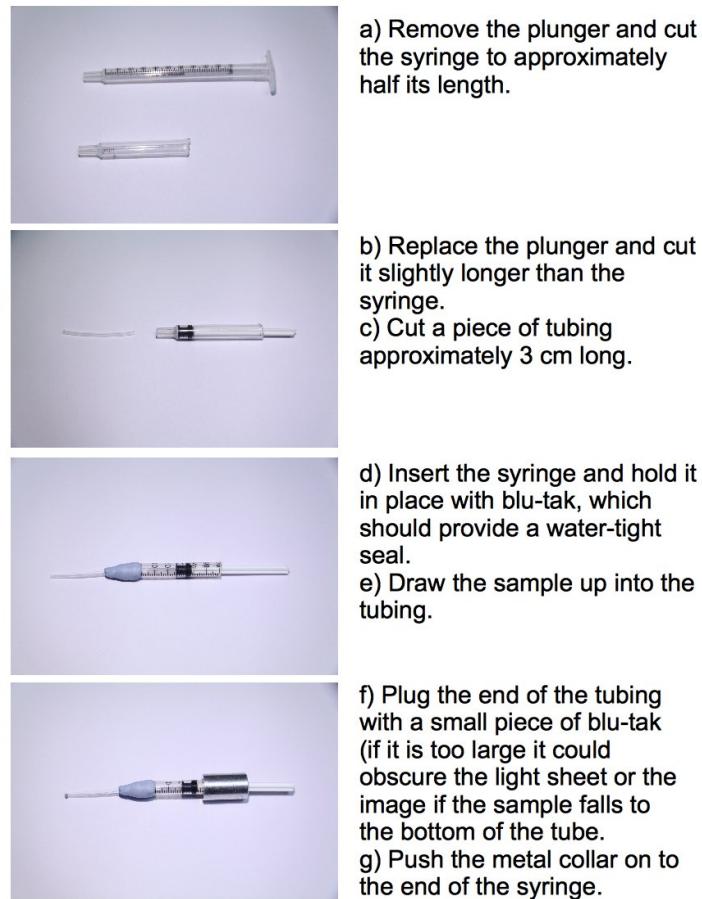 a) Remove the plunger and cut
the syringe to approximately
half its length.
b) Replace the plunger and cut
it slightly longer than the
syringe.
c) Cut a piece of tubing
approximately 3 cm long.
d) Insert the syringe and hold it
in place with blu-tak, which
should provide a water-tight
seal.
e) Draw the sample up into the
tubing.
f) Plug the end of the tubing
with a small piece of blu-tak
(if it is too large it could
obscure the light sheet or the
image if the sample falls to
the bottom of the tube.
g) Push the metal collar on to
the end of the syringe.